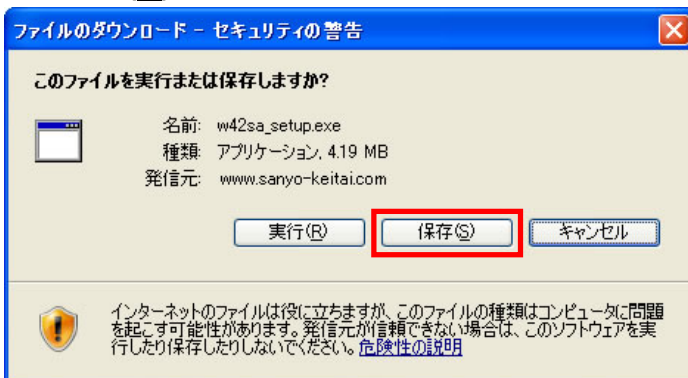 ファイルのダウンロード - セキュリティの警告
このファイルを実行または保存しますか?
名前: w42sa_setup.exe
種類: アプリケーション, 4.19 MB
発信元: www.sanyo-keitai.com
実行(R) 保存(S) キャンセル
インターネットのファイルは役に立ちますが、このファイルの種類はコンピュータに問題
を起こす可能性があります。発信元が信頼できない場合は、このソフトウェアを実
行したり保存したりしないでください。危険性の説明